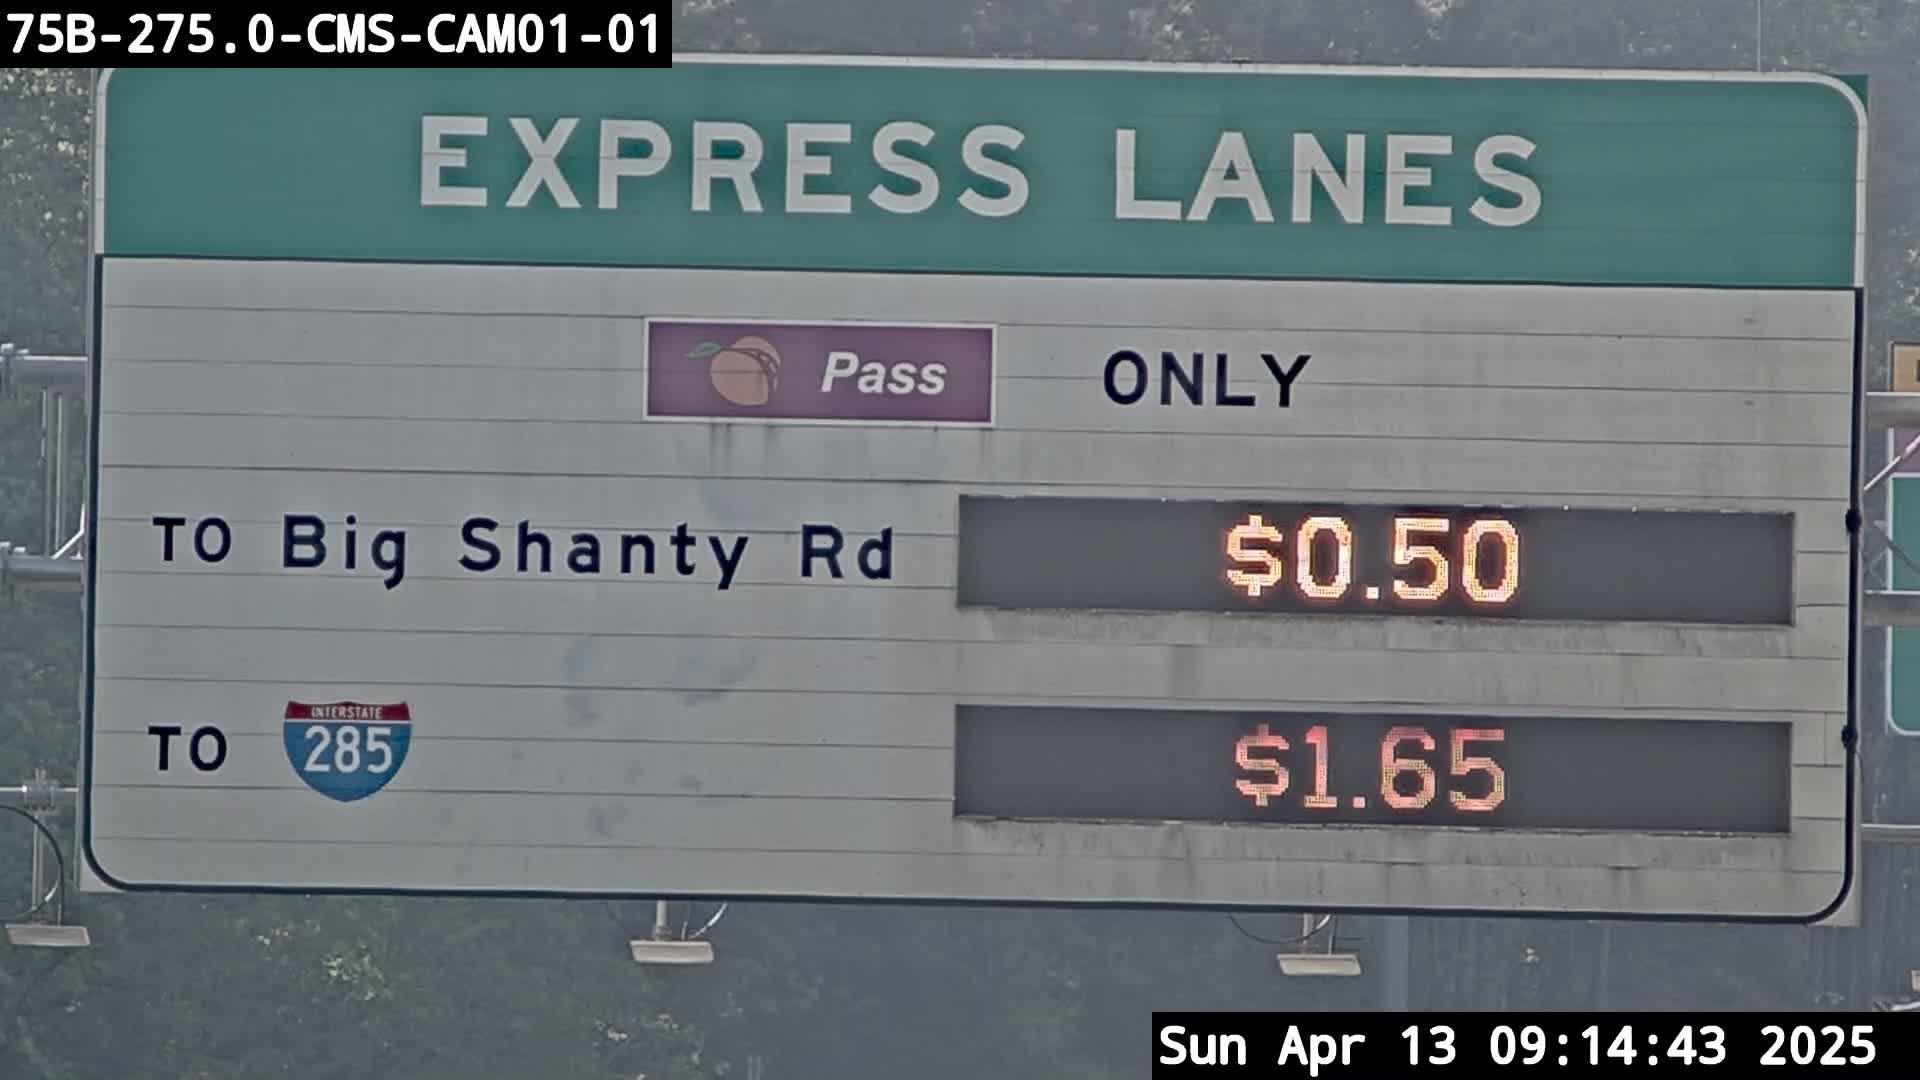 75B-275.0-CMS-CAM01-01
EXPRESS LANES
Pass ONLY
TO Big Shanty Rd $0.50
INTERSTATE
TO 285 $1.65
Sun Apr 13 09:14:43 2025